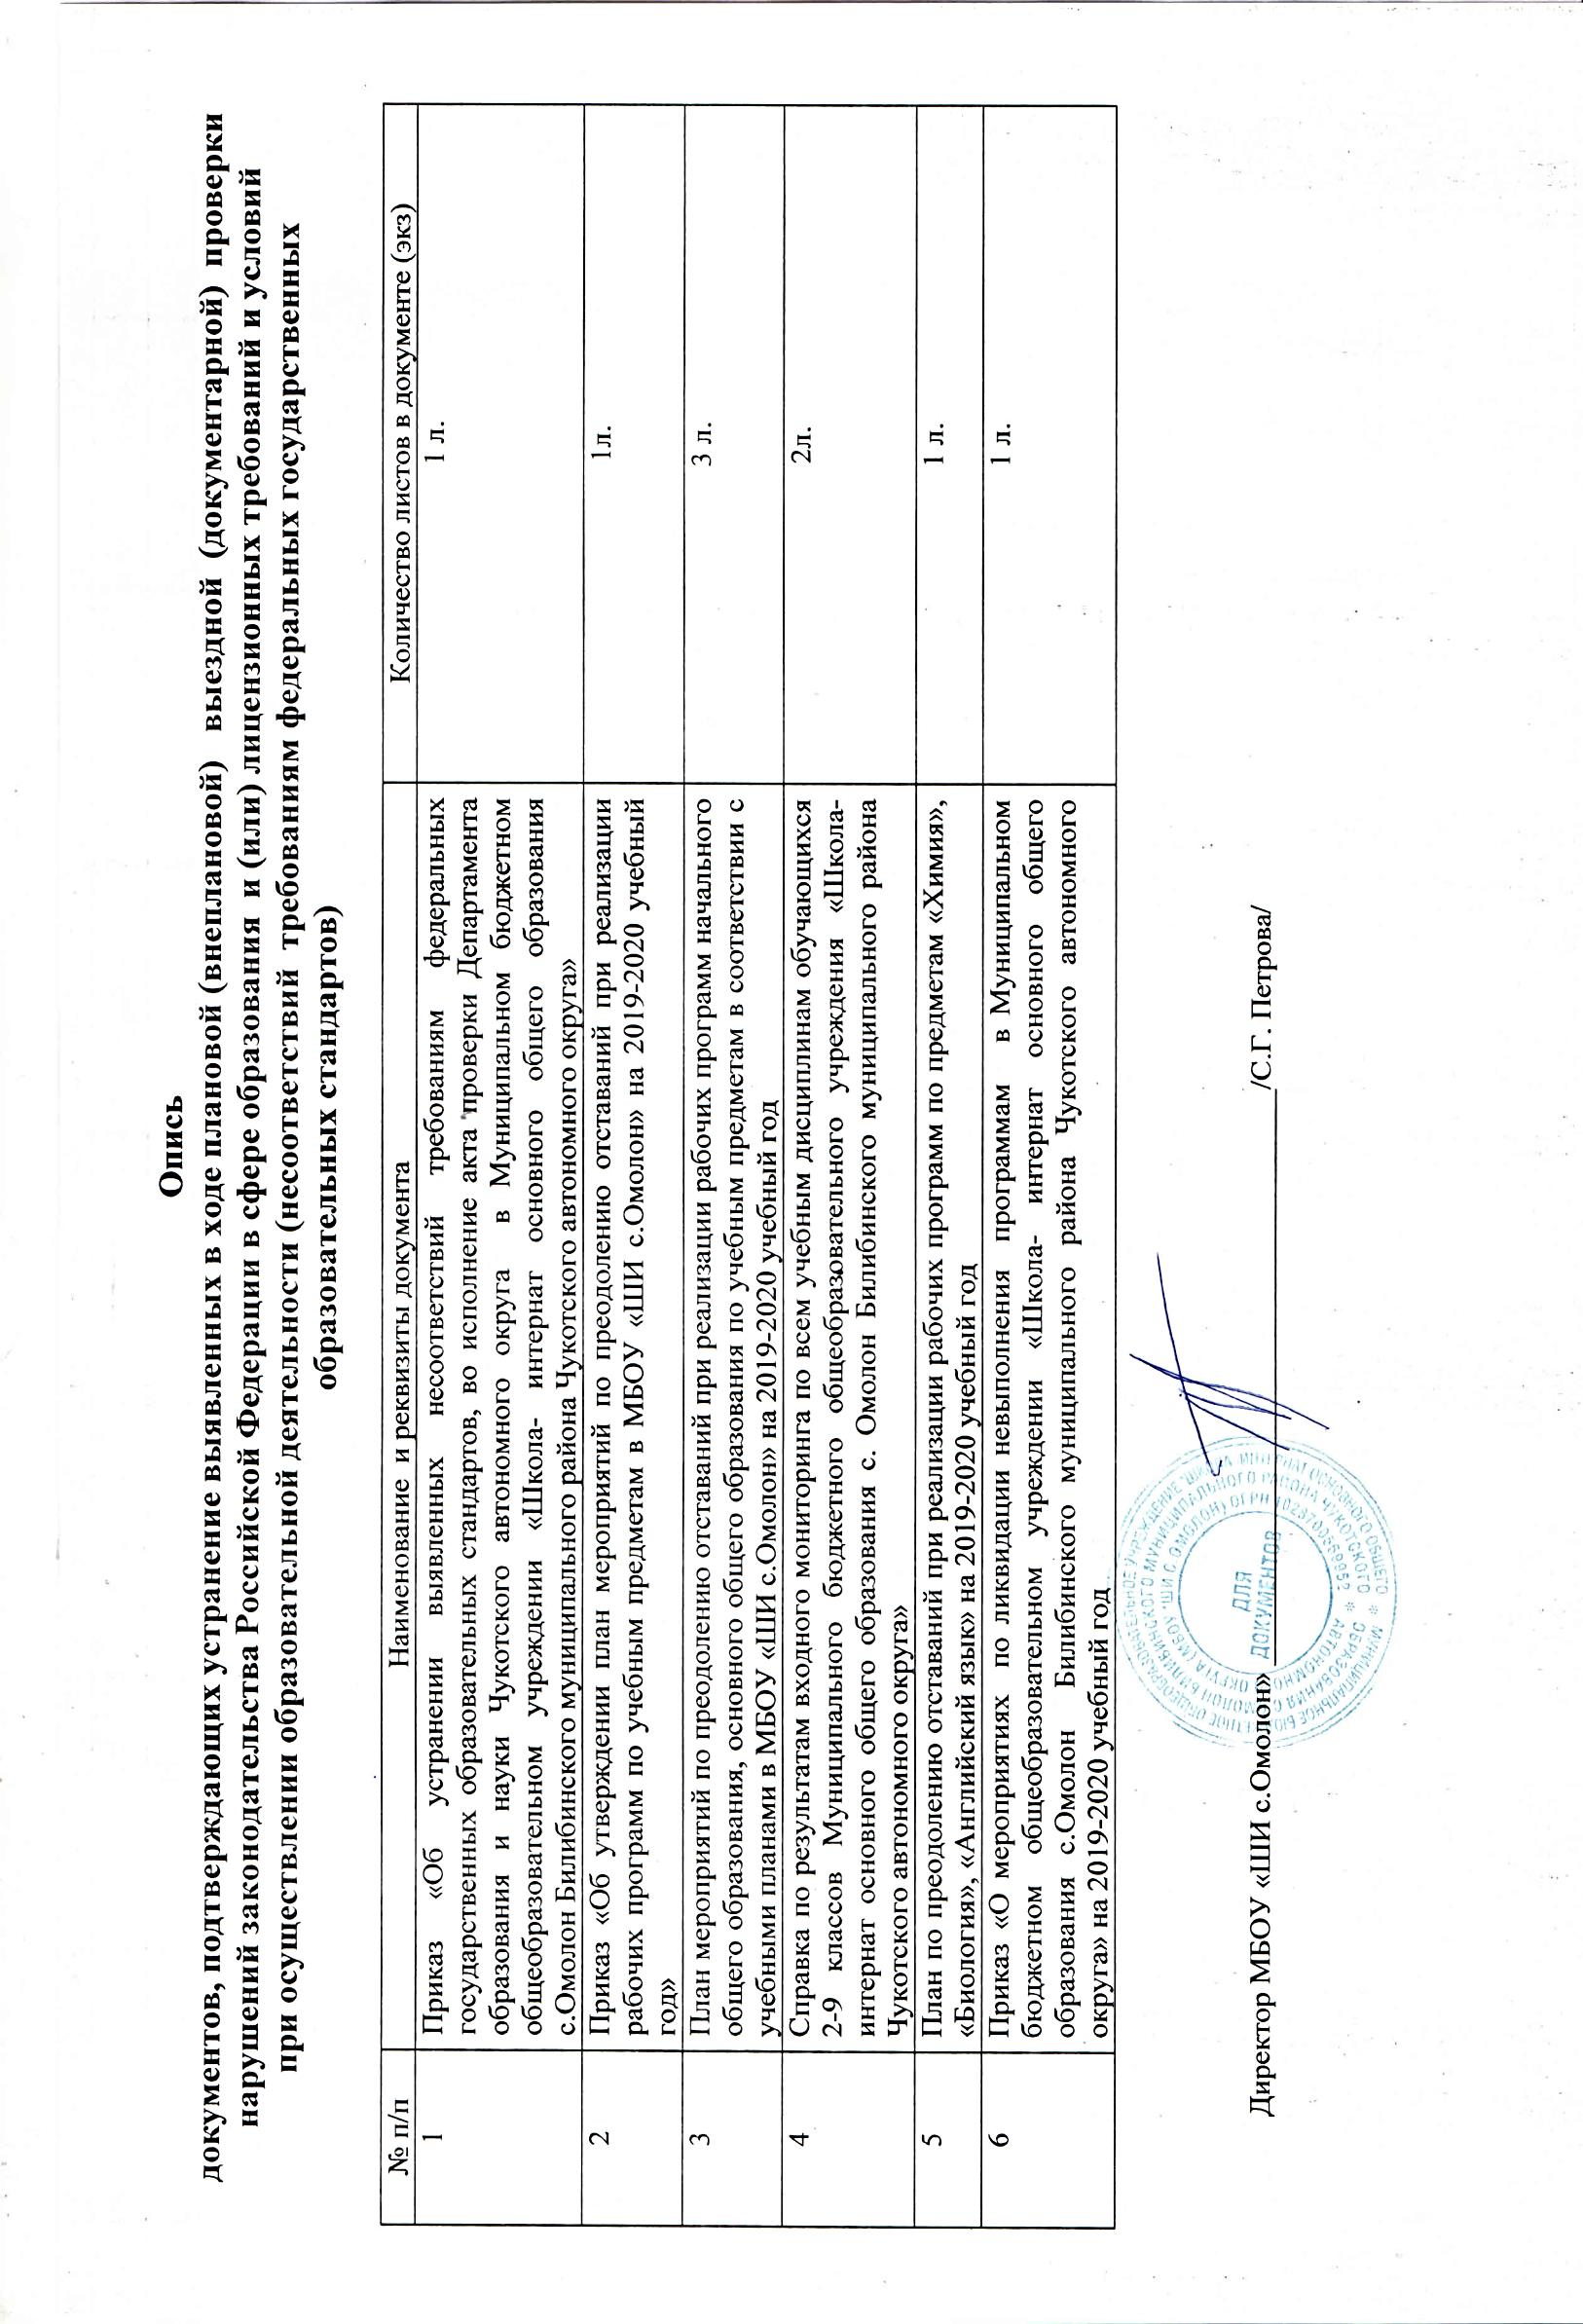 Опись
документов, подтверждающих устранение выявленных в ходе плановой (внеплановой) выездной (документарной) проверки
нарушений законодательства Российской Федерации в сфере образования и (или) лицензионных требований и условий
при осуществлении образовательной деятельности (несоответствий требованиям федеральных государственных
образовательных стандартов)
№ п/п	Наименование и реквизиты документа	Количество листов в документе (экз)
1	Приказ «Об устранении выявленных несоответствий требованиям федеральных	1 л.
государственных образовательных стандартов, во исполнение акта проверки Департамента
образования и науки Чукотского автономного округа в Муниципальном бюджетном
общеобразовательном учреждении «Школа- интернат основного общего образования
с.Омолон Билибинского муниципального района Чукотского автономного округа»
2	Приказ «Об утверждении план мероприятий по преодолению отставаний при реализации	1л.
рабочих программ по учебным предметам в МБОУ «ШИ с.Омолон» на 2019-2020 учебный
год»
3	План мероприятий по преодолению отставаний при реализации рабочих программ начального	3 л.
общего образования, основного общего образования по учебным предметам в соответствии с
учебными планами в МБОУ «ШИ с.Омолон» на 2019-2020 учебный год
4	Справка по результатам входного мониторинга по всем учебным дисциплинам обучающихся	2л.
2-9 классов Муниципального бюджетного общеобразовательного учреждения «Школа-
интернат основного общего образования с. Омолон Билибинского муниципального района
Чукотского автономного округа»
5	План по преодолению отставаний при реализации рабочих программ по предметам «Химия»,	1 л.
«Биология», «Английский язык» на 2019-2020 учебный год
6	Приказ «О мероприятиях по ликвидации невыполнения программам в Муниципальном	1 л.
бюджетном общеобразовательном учреждении «Школа- интернат основного общего
образования с.Омолон Билибинского муниципального района Чукотского автономного
округа» на 2019-2020 учебный год
ДЛЯ
ДОКУМЕНТОВ
Директор МБОУ «ШИ с.Омолон» /С.Г. Петрова/